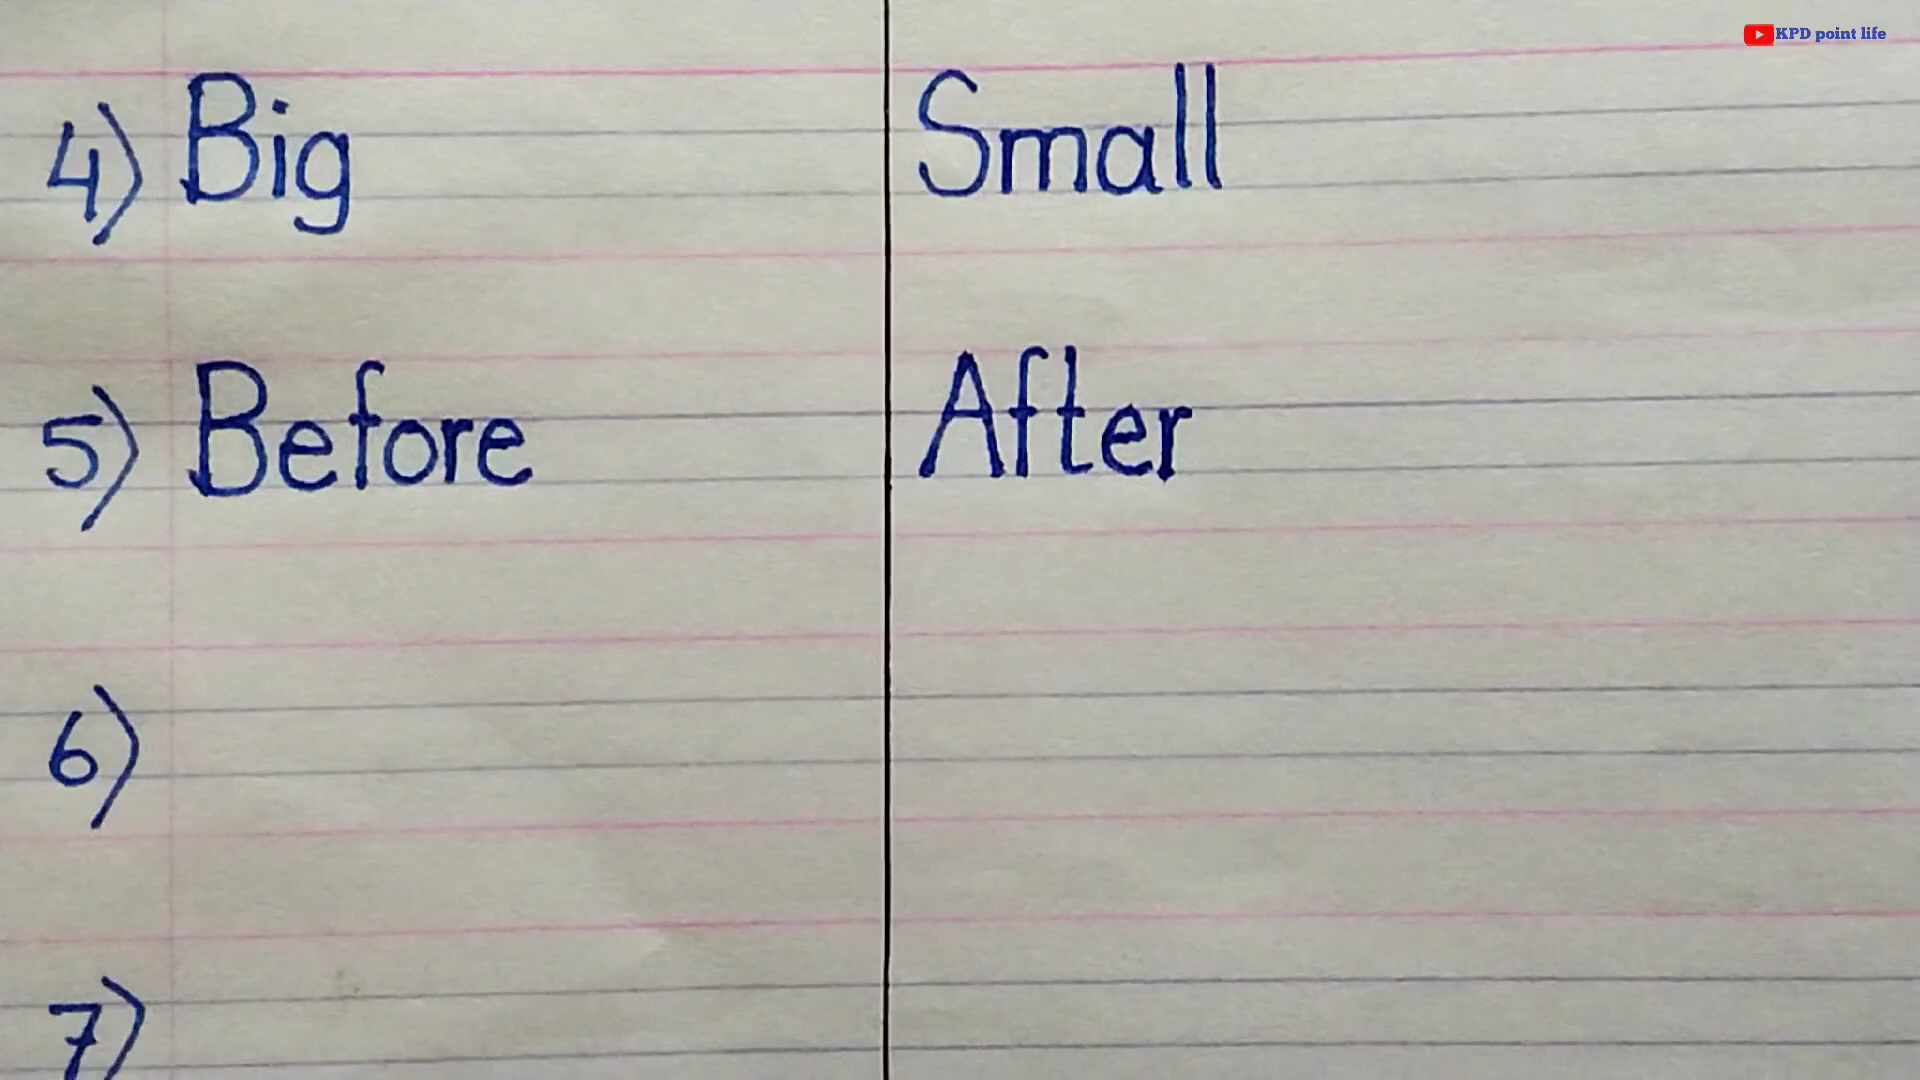 KPD point life
4) Big Small
5) Before After
6)
7)